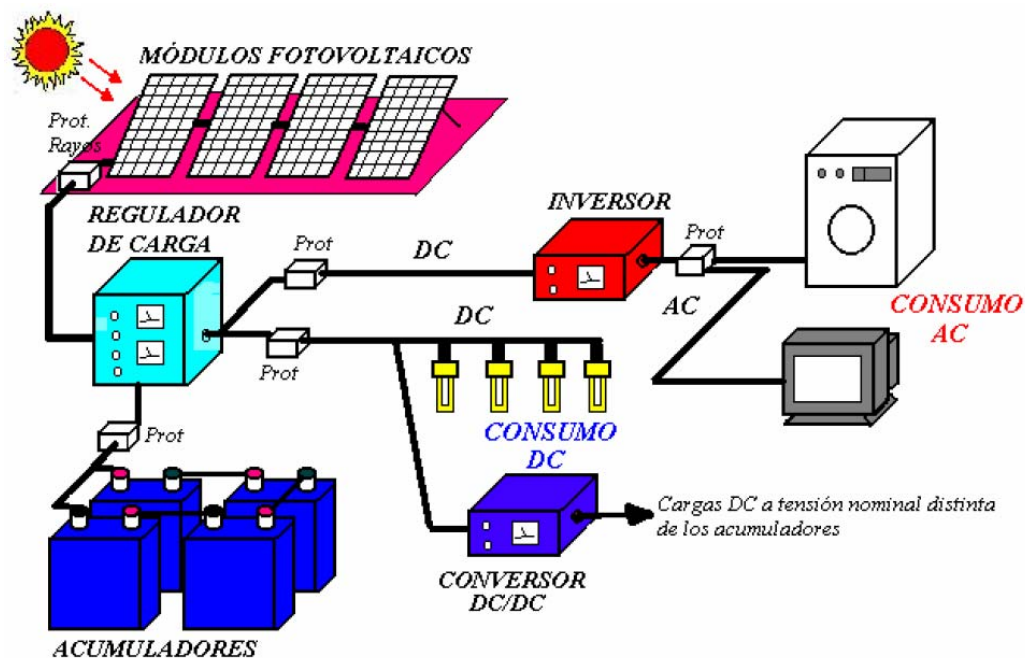 MÓDULOS FOTOVOLTAICOS
Prot.
Rayos
REGULADOR
DE CARGA
INVERSOR
Prot
DC
Prot
AC
CONSUMO
AC
DC
Prot
CONSUMO
DC
Prot
Cargas DC a tensión nominal distinta
de los acumuladores
CONVERSOR
DC/DC
ACUMULADORES